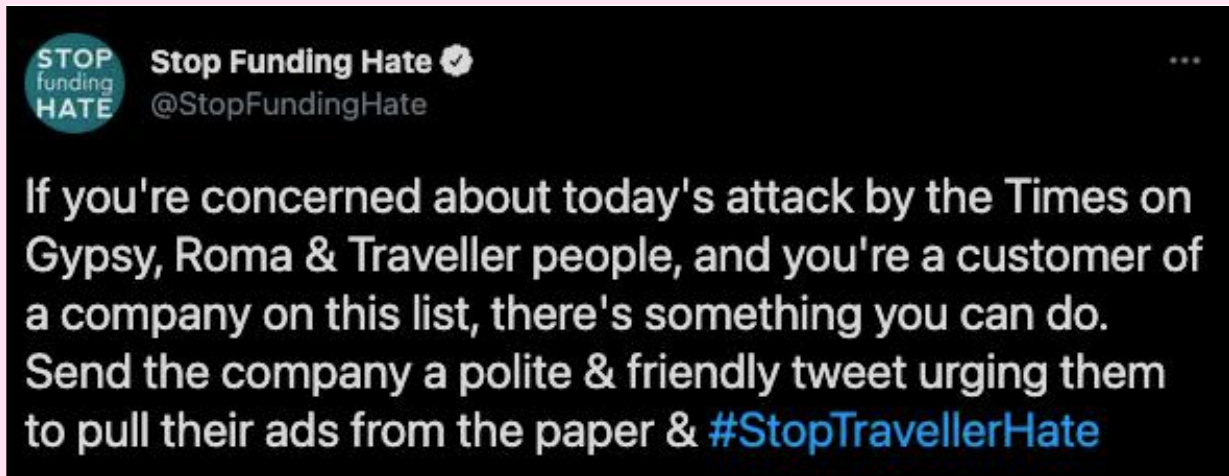 STOP
funding
HATE
Stop Funding Hate
@StopFundingHate
If you're concerned about today's attack by the Times on
Gypsy, Roma & Traveller people, and you're a customer of
a company on this list, there's something you can do.
Send the company a polite & friendly tweet urging them
to pull their ads from the paper & #StopTravellerHate